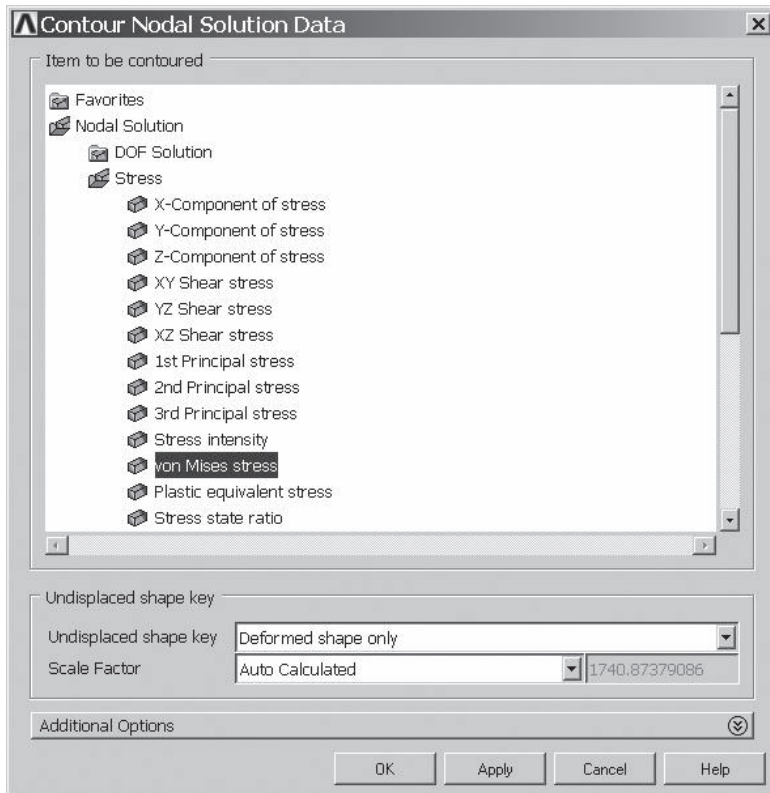 Contour Nodal Solution Data
Item to be contoured
Favorites
Nodal Solution
DOF Solution
Stress
X-Component of stress
Y-Component of stress
Z-Component of stress
XY Shear stress
YZ Shear stress
XZ Shear stress
1st Principal stress
2nd Principal stress
3rd Principal stress
Stress intensity
von Mises stress
Plastic equivalent stress
Stress state ratio
Undisplaced shape key
Undisplaced shape key Deformed shape only
Scale Factor Auto Calculated 1740.87379086
Additional Options
OK Apply Cancel Help